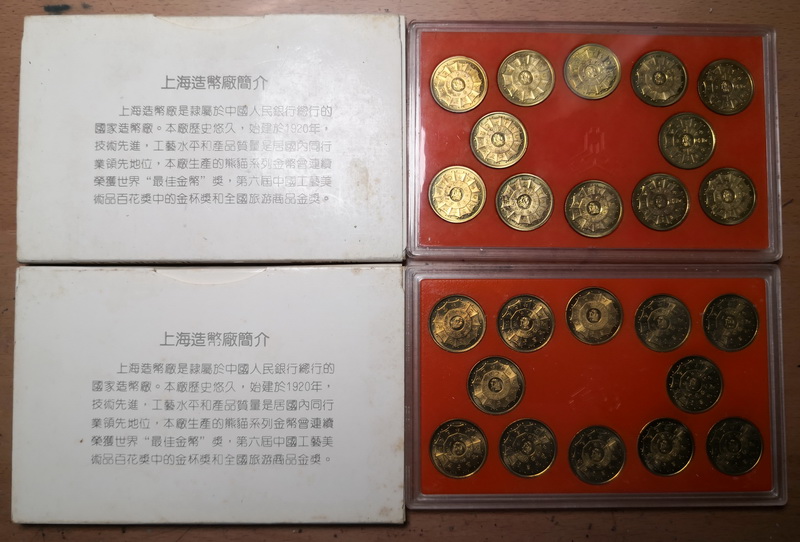 上海造幣廠簡介
上海造幣廠是隸屬於中國人民銀行總行的
國家造幣廠。本廠歷史悠久，始建於1920年，
技術先進，工藝水平和產品質量是居國內同行
業領先地位，本廠生產的熊貓系列金幣曾連續
榮獲世界“最佳金幣”獎，第六屆中國工藝美
術品百花獎中的金杯獎和全國旅游商品金獎。
上海造幣廠簡介
上海造幣廠是隸屬於中國人民銀行總行的
國家造幣廠。本廠歷史悠久，始建於1920年，
技術先進，工藝水平和產品質量是居國內同行
業領先地位，本廠生產的熊貓系列金幣曾連續
榮獲世界“最佳金幣”獎，第六屆中國工藝美
術品百花獎中的金杯獎和全國旅游商品金獎。